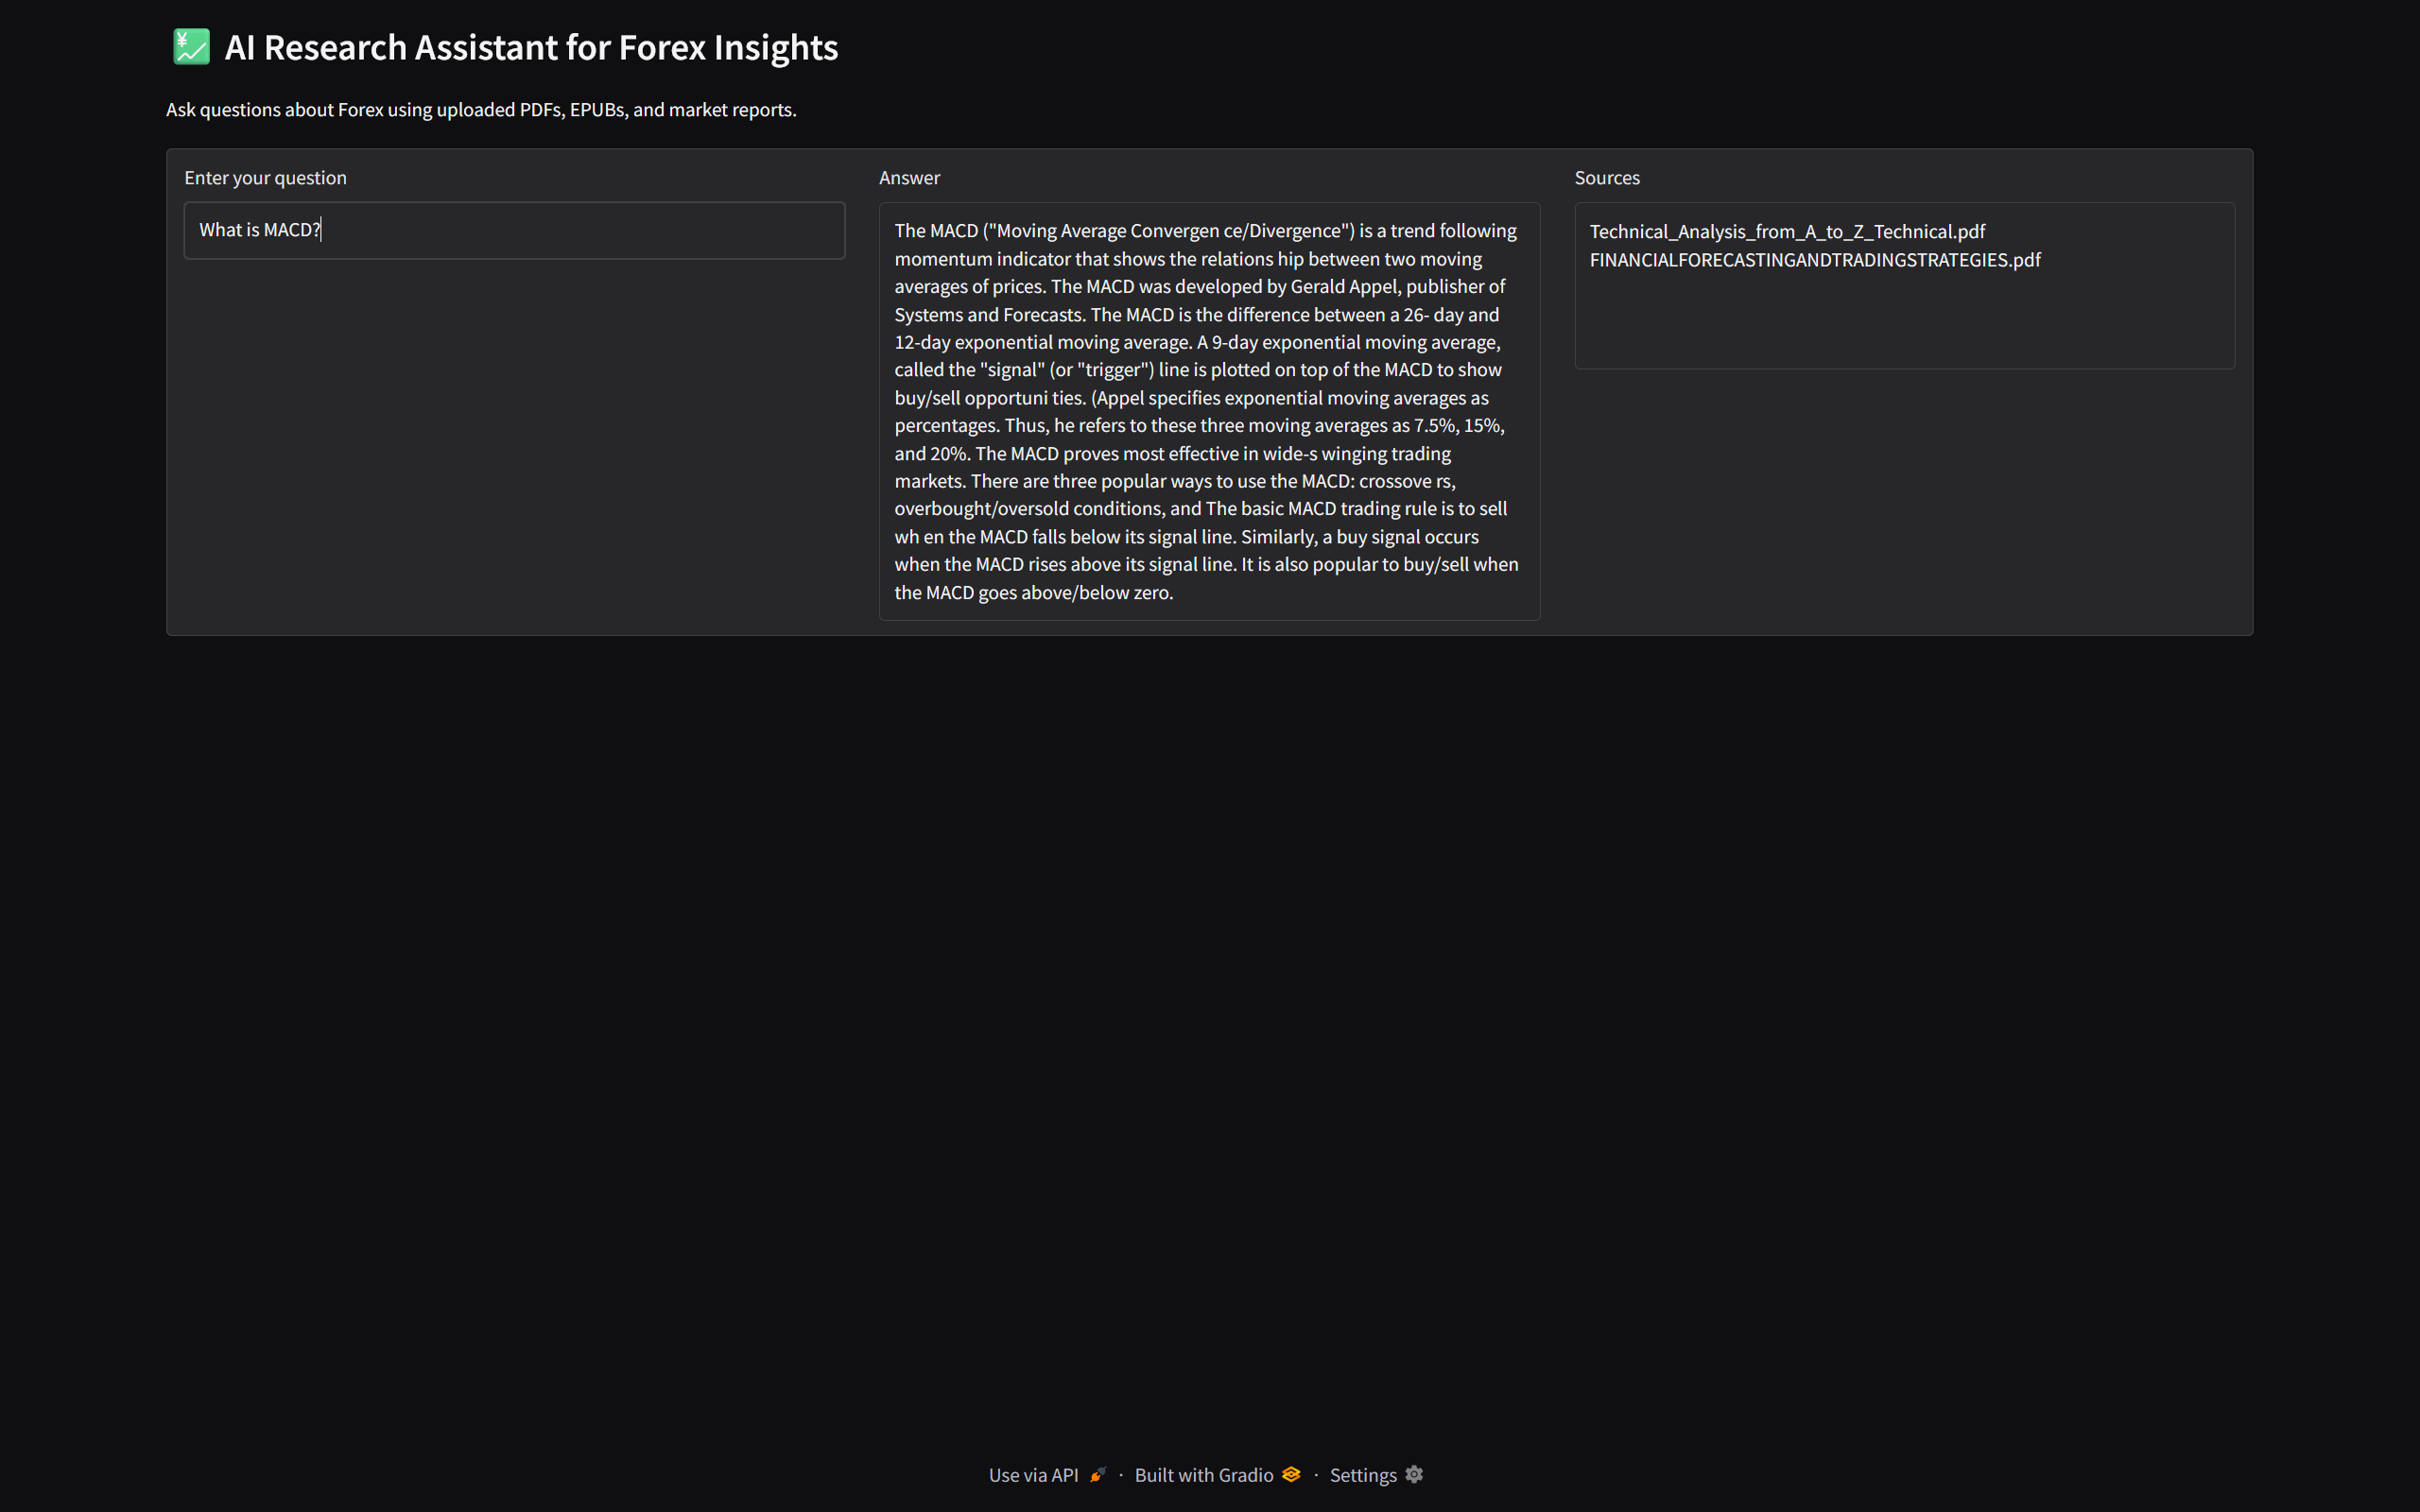 AI Research Assistant for Forex Insights
Ask questions about Forex using uploaded PDFs, EPUBs, and market reports.
Enter your question
What is MACD?
Answer
The MACD ("Moving Average Convergen ce/Divergence") is a trend following
momentum indicator that shows the relations hip between two moving
averages of prices. The MACD was developed by Gerald Appel, publisher of
Systems and Forecasts. The MACD is the difference between a 26- day and
12-day exponential moving average. A 9-day exponential moving average,
called the "signal" (or "trigger") line is plotted on top of the MACD to show
buy/sell opportuni ties. (Appel specifies exponential moving averages as
percentages. Thus, he refers to these three moving averages as 7.5%, 15%,
and 20%. The MACD proves most effective in wide-s winging trading
markets. There are three popular ways to use the MACD: crossove rs,
overbought/oversold conditions, and The basic MACD trading rule is to sell
wh en the MACD falls below its signal line. Similarly, a buy signal occurs
when the MACD rises above its signal line. It is also popular to buy/sell when
the MACD goes above/below zero.
Sources
Technical_Analysis_from_A_to_Z_Technical.pdf
FINANCIALFORECASTINGANDTRADINGSTRATEGIES.pdf
Use via API · Built with Gradio · Settings